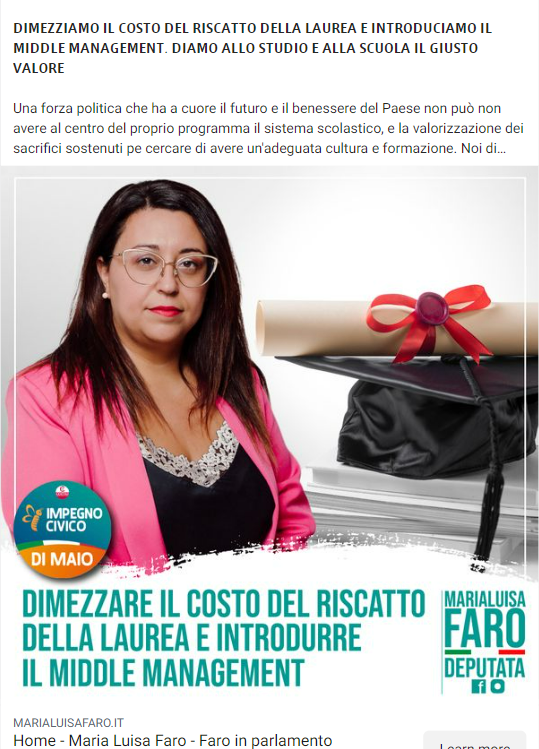 DIMEZZIAMO IL COSTO DEL RISCATTO DELLA LAUREA E INTRODUCIAMO IL
MIDDLE MANAGEMENT. DIAMO ALLO STUDIO E ALLA SCUOLA IL GIUSTO
VALORE
Una forza politica che ha a cuore il futuro e il benessere del Paese non può non
avere al centro del proprio programma il sistema scolastico, e la valorizzazione dei
sacrifici sostenuti pe cercare di avere un'adeguata cultura e formazione. Noi di...
IMPEGNO
CIVICO
DI MAIO
DIMEZZARE IL COSTO DEL RISCATTO
DELLA LAUREA E INTRODURRE
IL MIDDLE MANAGEMENT
MARIALUISA
FARO
DEPUTATA
MARIALUISAFARO.IT
Home - Maria Luisa Faro - Faro in parlamento
Learn more